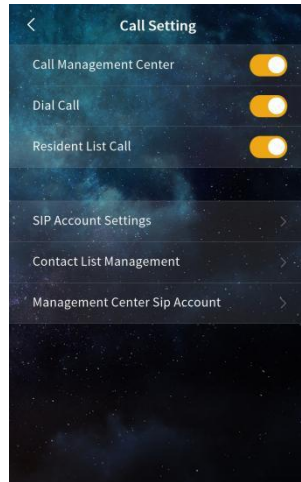 Call Setting
Call Management Center
Dial Call
Resident List Call
SIP Account Settings
Contact List Management
Management Center Sip Account